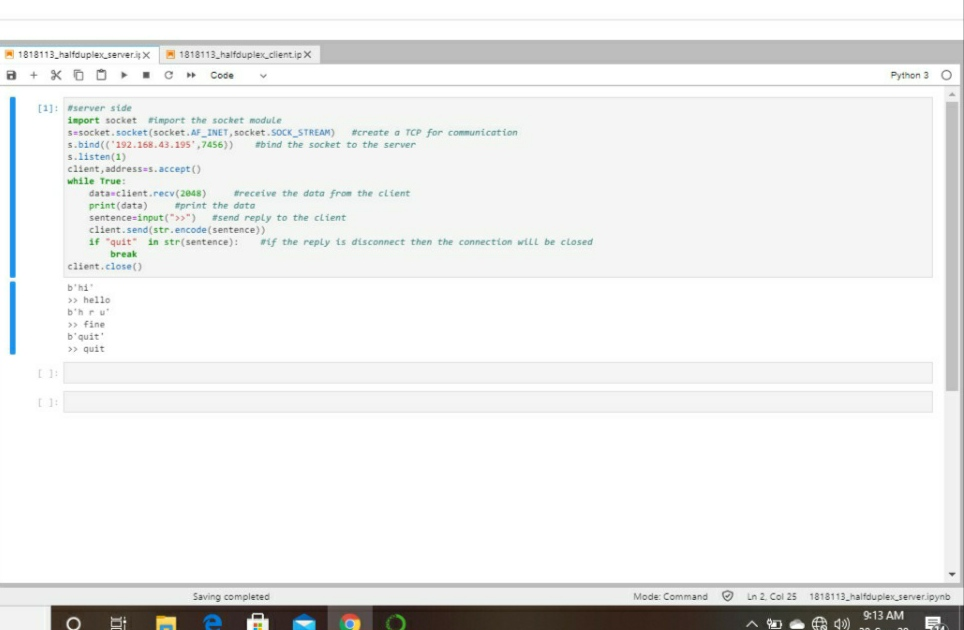 1818113_halfduplex_server.ip 1818113_halfduplex_client.ip
Code Python 3
[1]: #server side
import socket #import the socket module
s=socket.socket(socket.AF_INET,socket.SOCK_STREAM) #create a TCP for communication
s.bind(('192.168.43.195',7456)) #bind the socket to the server
s.listen(1)
client,address=s.accept()
while True:
    data=client.recv(2048) #receive the data from the client
    print(data) #print the data
    sentence=input(">>") #send reply to the client
    client.send(str.encode(sentence))
    if "quit" in str(sentence): #if the reply is disconnect then the connection will be closed
        break
client.close()
b'hi'
>> hello
b'h r u'
>> fine
b'quit'
>> quit
[ ]:
[ ]:
Saving completed Mode: Command Ln 2, Col 25 1818113_halfduplex_server.ipynb
9:13 AM